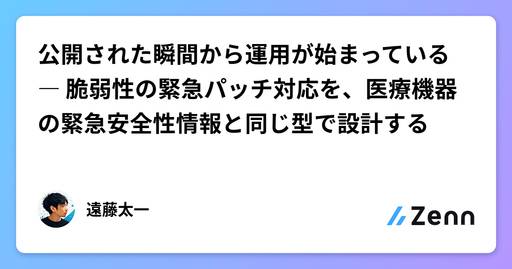 公開された瞬間から運用が始まっている
― 脆弱性の緊急パッチ対応を、医療機器
の緊急安全性情報と同じ型で設計する
遠藤太一
Zenn